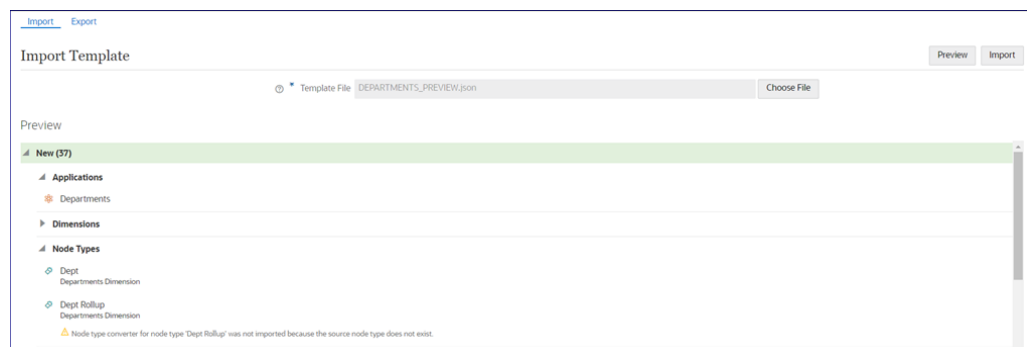 Import Export
Import Template
Preview Import
* Template File DEPARTMENTS_PREVIEW.json Choose File
Preview
New (37)
Applications
Departments
Dimensions
Node Types
Dept
Departments Dimension
Dept Rollup
Departments Dimension
Node type converter for node type 'Dept Rollup' was not imported because the source node type does not exist.